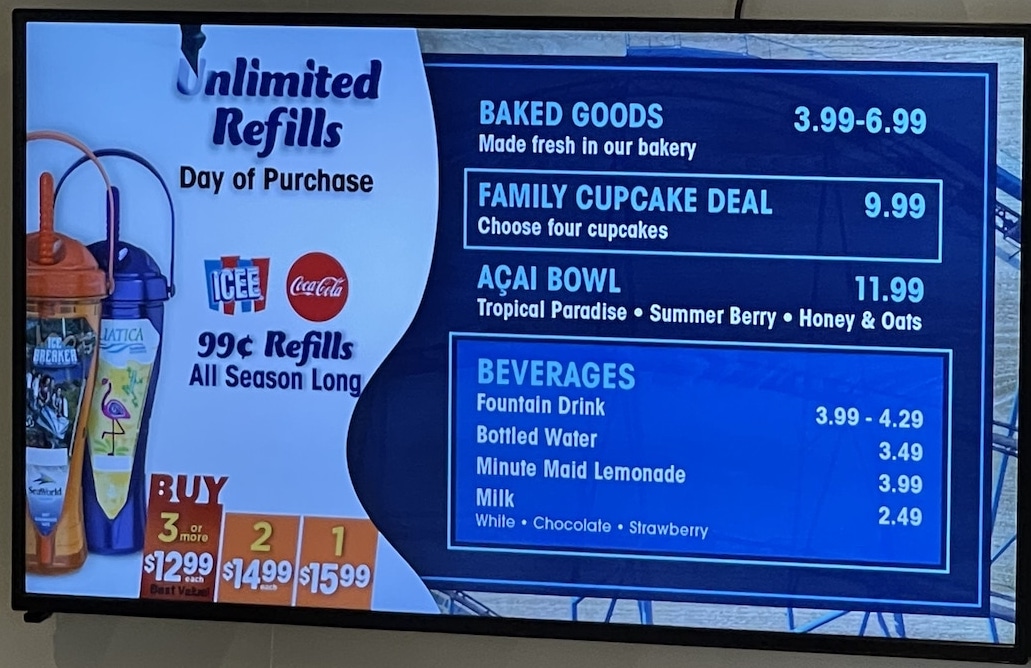 Unlimited
Refills
Day of Purchase
ICEE
Coca-Cola
99¢ Refills
All Season Long
ICE
BREAKER
UATICA
SeaWorld
BUY
3 or more
$12.99 each
Best Value!
2
$14.99 each
1
$15.99
BAKED GOODS 3.99-6.99
Made fresh in our bakery
FAMILY CUPCAKE DEAL 9.99
Choose four cupcakes
AÇAI BOWL 11.99
Tropical Paradise • Summer Berry • Honey & Oats
BEVERAGES
Fountain Drink 3.99 - 4.29
Bottled Water 3.49
Minute Maid Lemonade 3.99
Milk 2.49
White • Chocolate • Strawberry